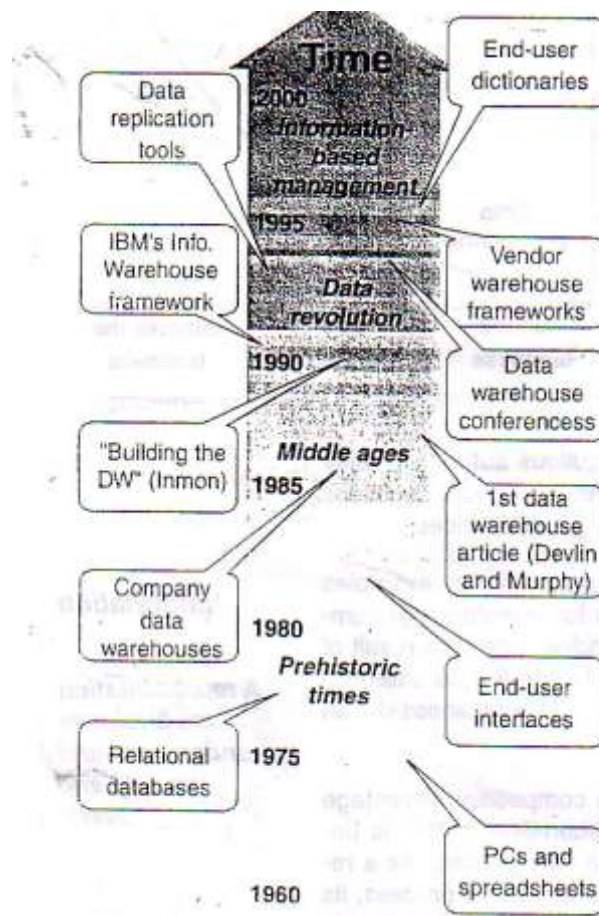 Time
2000
Information-
based
management
1995
Data
revolution
1990
Middle ages
1985
1980
Prehistoric
times
1975
1960
Data
replication
tools
IBM's Info.
Warehouse
framework
"Building the
DW" (Inmon)
Company
data
warehouses
Relational
databases
End-user
dictionaries
Vendor
warehouse
frameworks
Data
warehouse
conferencess
1st data
warehouse
article (Devlin
and Murphy)
End-user
interfaces
PCs and
spreadsheets